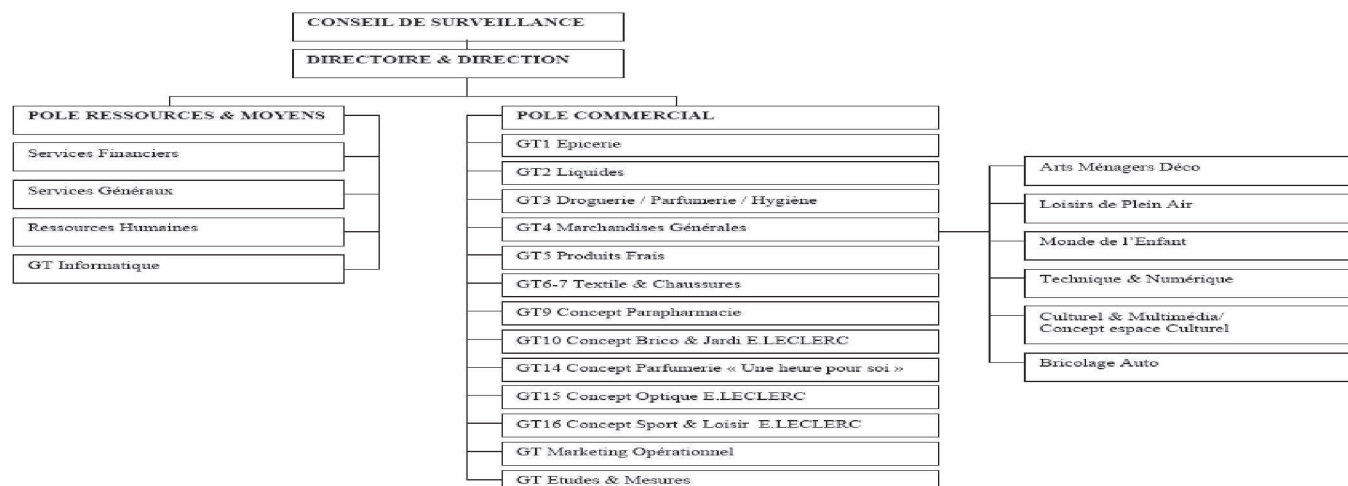 CONSEIL DE SURVEILLANCE
DIRECTOIRE & DIRECTION
POLE RESSOURCES & MOYENS
Services Financiers
Services Généraux
Ressources Humaines
GT Informatique
POLE COMMERCIAL
GT1 Epicerie
GT2 Liquides
GT3 Droguerie / Parfumerie / Hygiène
GT4 Marchandises Générales
GT5 Produits Frais
GT6-7 Textile & Chaussures
GT9 Concept Parapharmacie
GT10 Concept Brico & Jardi E.LECLERC
GT14 Concept Parfumerie « Une heure pour soi »
GT15 Concept Optique E.LECLERC
GT16 Concept Sport & Loisir E.LECLERC
GT Marketing Opérationnel
GT Etudes & Mesures
Arts Ménagers Déco
Loisirs de Plein Air
Monde de l'Enfant
Technique & Numérique
Culturel & Multimédia/
Concept espace Culturel
Bricolage Auto